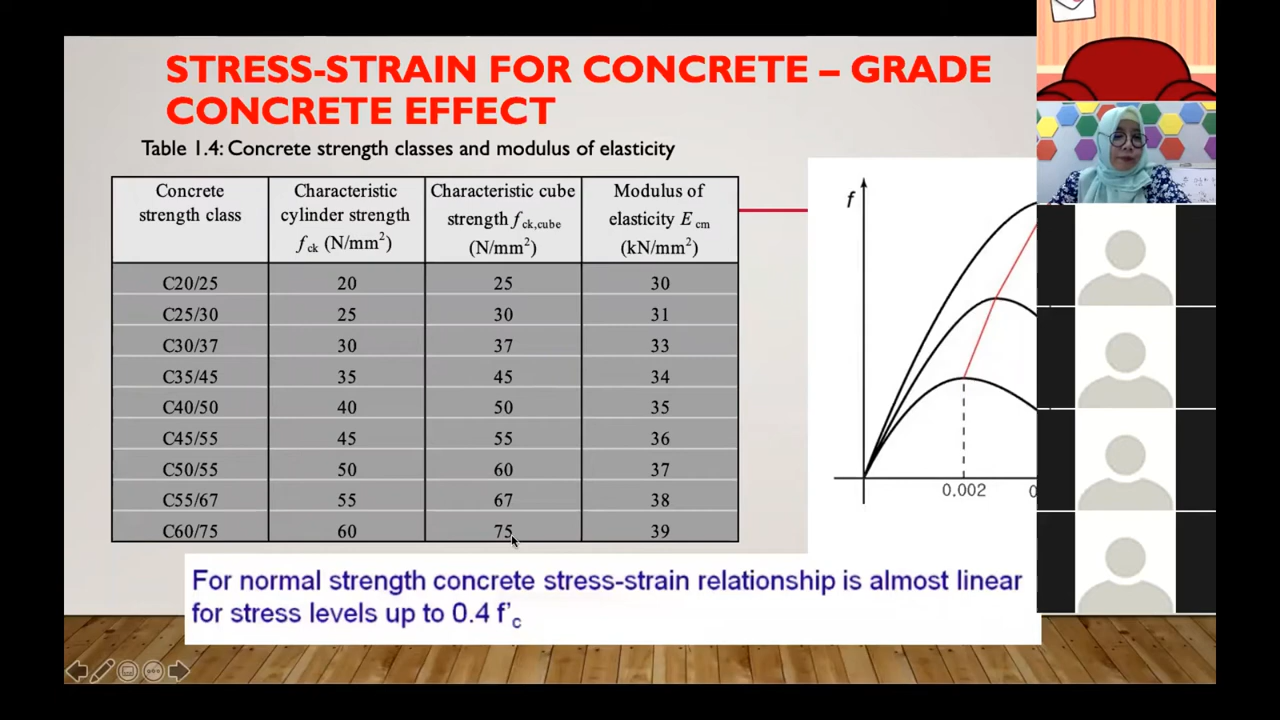 STRESS-STRAIN FOR CONCRETE – GRADE
CONCRETE EFFECT
Table 1.4: Concrete strength classes and modulus of elasticity
Concrete
strength class
Characteristic
cylinder strength
fck (N/mm²)
Characteristic cube
strength fck,cube
(N/mm²)
Modulus of
elasticity E cm
(kN/mm²)
C20/25 20 25 30
C25/30 25 30 31
C30/37 30 37 33
C35/45 35 45 34
C40/50 40 50 35
C45/55 45 55 36
C50/55 50 60 37
C55/67 55 67 38
C60/75 60 75 39
f
0.002
For normal strength concrete stress-strain relationship is almost linear
for stress levels up to 0.4 f'c